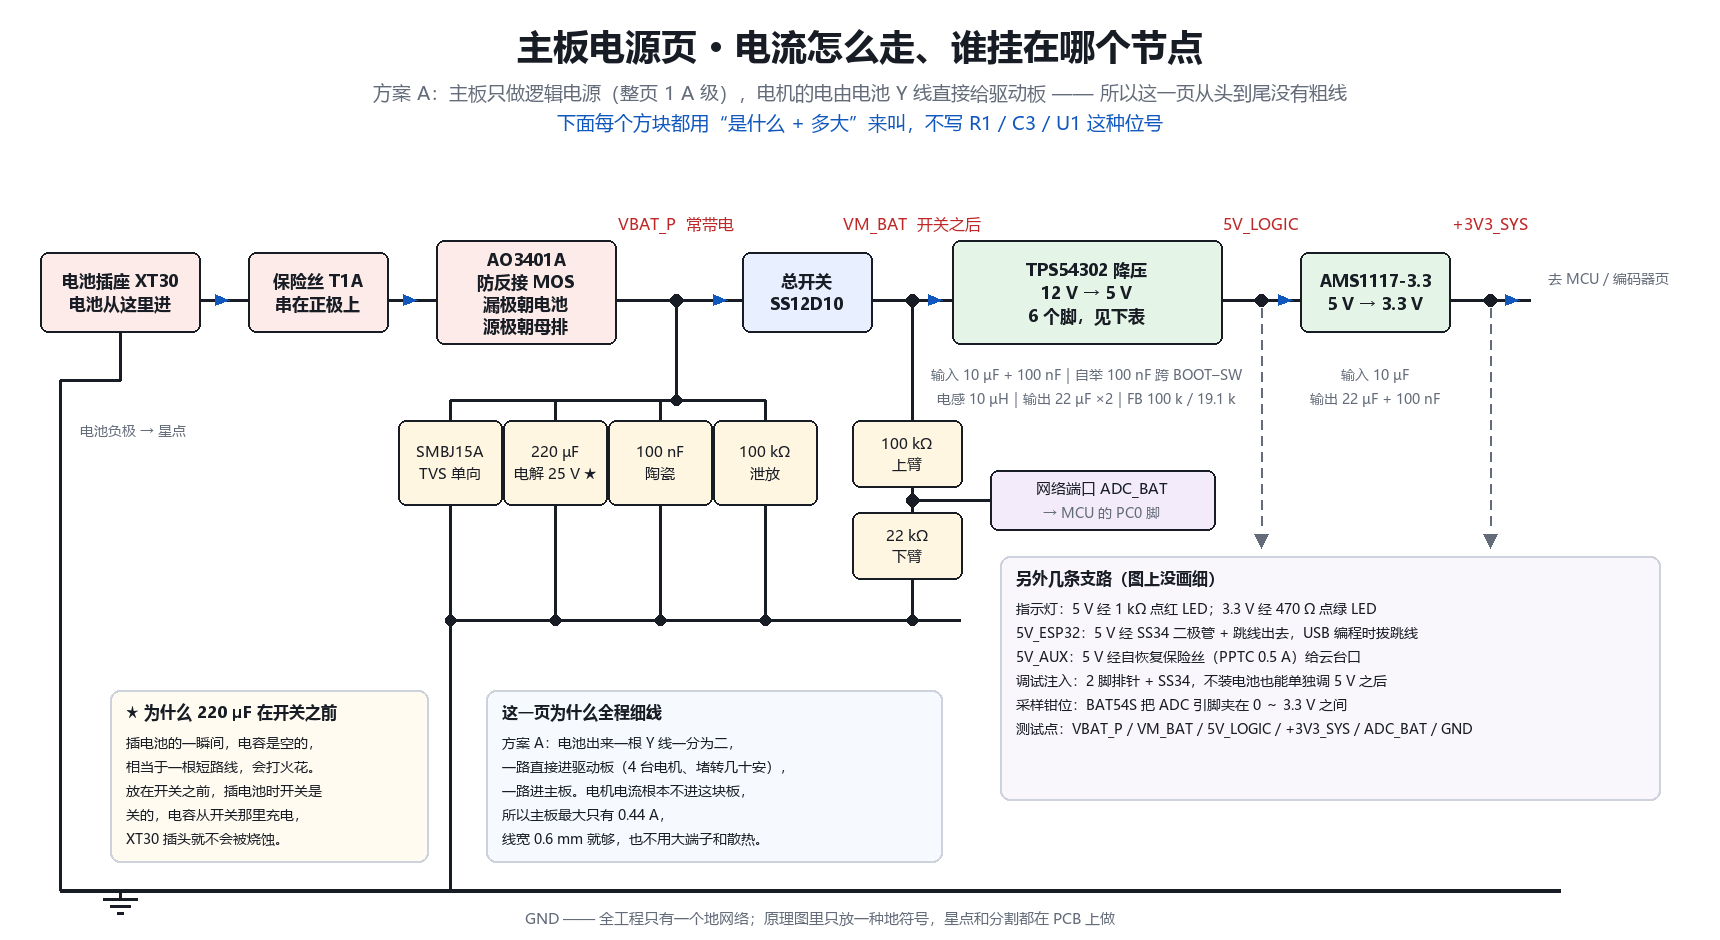 主板电源页 • 电流怎么走、谁挂在哪个节点
方案 A：主板只做逻辑电源（整页 1 A 级），电机的电由电池 Y 线直接给驱动板 —— 所以这一页从头到尾没有粗线
下面每个方块都用“是什么 + 多大”来叫，不写 R1 / C3 / U1 这种位号
VBAT_P 常带电
VM_BAT 开关之后
5V_LOGIC
+3V3_SYS
电池插座 XT30
电池从这里进
保险丝 T1A
串在正极上
AO3401A
防反接 MOS
漏极朝电池
源极朝母排
总开关
SS12D10
TPS54302 降压
12 V → 5 V
6 个脚，见下表
AMS1117-3.3
5 V → 3.3 V
去 MCU / 编码器页
输入 10 µF + 100 nF | 自举 100 nF 跨 BOOT–SW
电感 10 µH | 输出 22 µF ×2 | FB 100 k / 19.1 k
输入 10 µF
输出 22 µF + 100 nF
电池负极 → 星点
SMBJ15A
TVS 单向
220 µF
电解 25 V ★
100 nF
陶瓷
100 kΩ
泄放
100 kΩ
上臂
网络端口 ADC_BAT
→ MCU 的 PC0 脚
22 kΩ
下臂
另外几条支路（图上没画细）
指示灯：5 V 经 1 kΩ 点红 LED；3.3 V 经 470 Ω 点绿 LED
5V_ESP32：5 V 经 SS34 二极管 + 跳线出去，USB 编程时拔跳线
5V_AUX：5 V 经自恢复保险丝（PPTC 0.5 A）给云台口
调试注入：2 脚排针 + SS34，不装电池也能单独调 5 V 之后
采样钳位：BAT54S 把 ADC 引脚夹在 0 ～ 3.3 V 之间
测试点：VBAT_P / VM_BAT / 5V_LOGIC / +3V3_SYS / ADC_BAT / GND
★ 为什么 220 µF 在开关之前
插电池的一瞬间，电容是空的，
相当于一根短路线，会打火花。
放在开关之前，插电池时开关是
关的，电容从开关那里充电，
XT30 插头就不会被烧蚀。
这一页为什么全程细线
方案 A：电池出来一根 Y 线一分为二，
一路直接进驱动板（4 台电机、堵转几十安），
一路进主板。电机电流根本不进这块板，
所以主板最大只有 0.44 A，
线宽 0.6 mm 就够，也不用大端子和散热。
GND —— 全工程只有一个地网络；原理图里只放一种地符号，星点和分割都在 PCB 上做